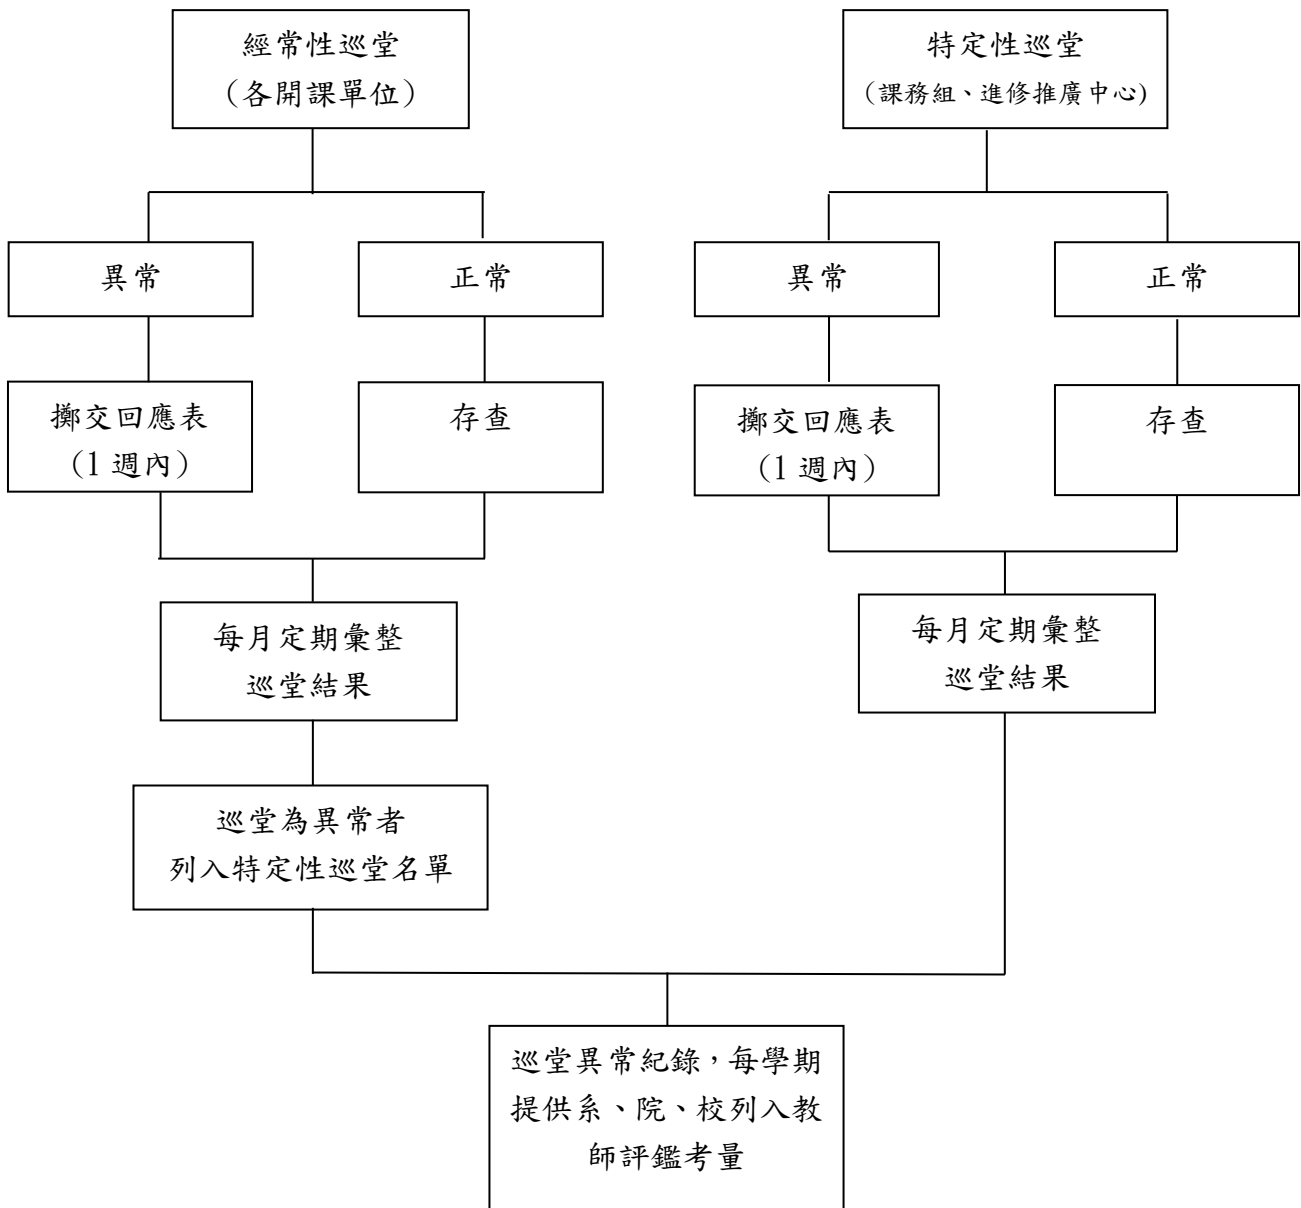 經常性巡堂
（各開課單位）
特定性巡堂
（課務組、進修推廣中心)
異常
正常
異常
正常
擲交回應表
(1 週內)
存查
擲交回應表
(1 週內)
存查
每月定期彙整
巡堂結果
每月定期彙整
巡堂結果
巡堂為異常者
列入特定性巡堂名單
巡堂異常紀錄，每學期
提供系、院、校列入教
師評鑑考量